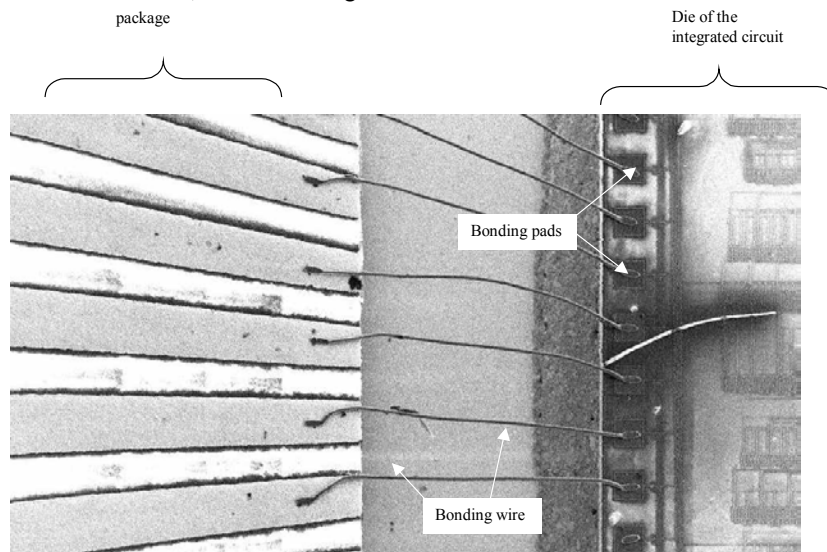 package
Die of the
integrated circuit
Bonding pads
Bonding wire